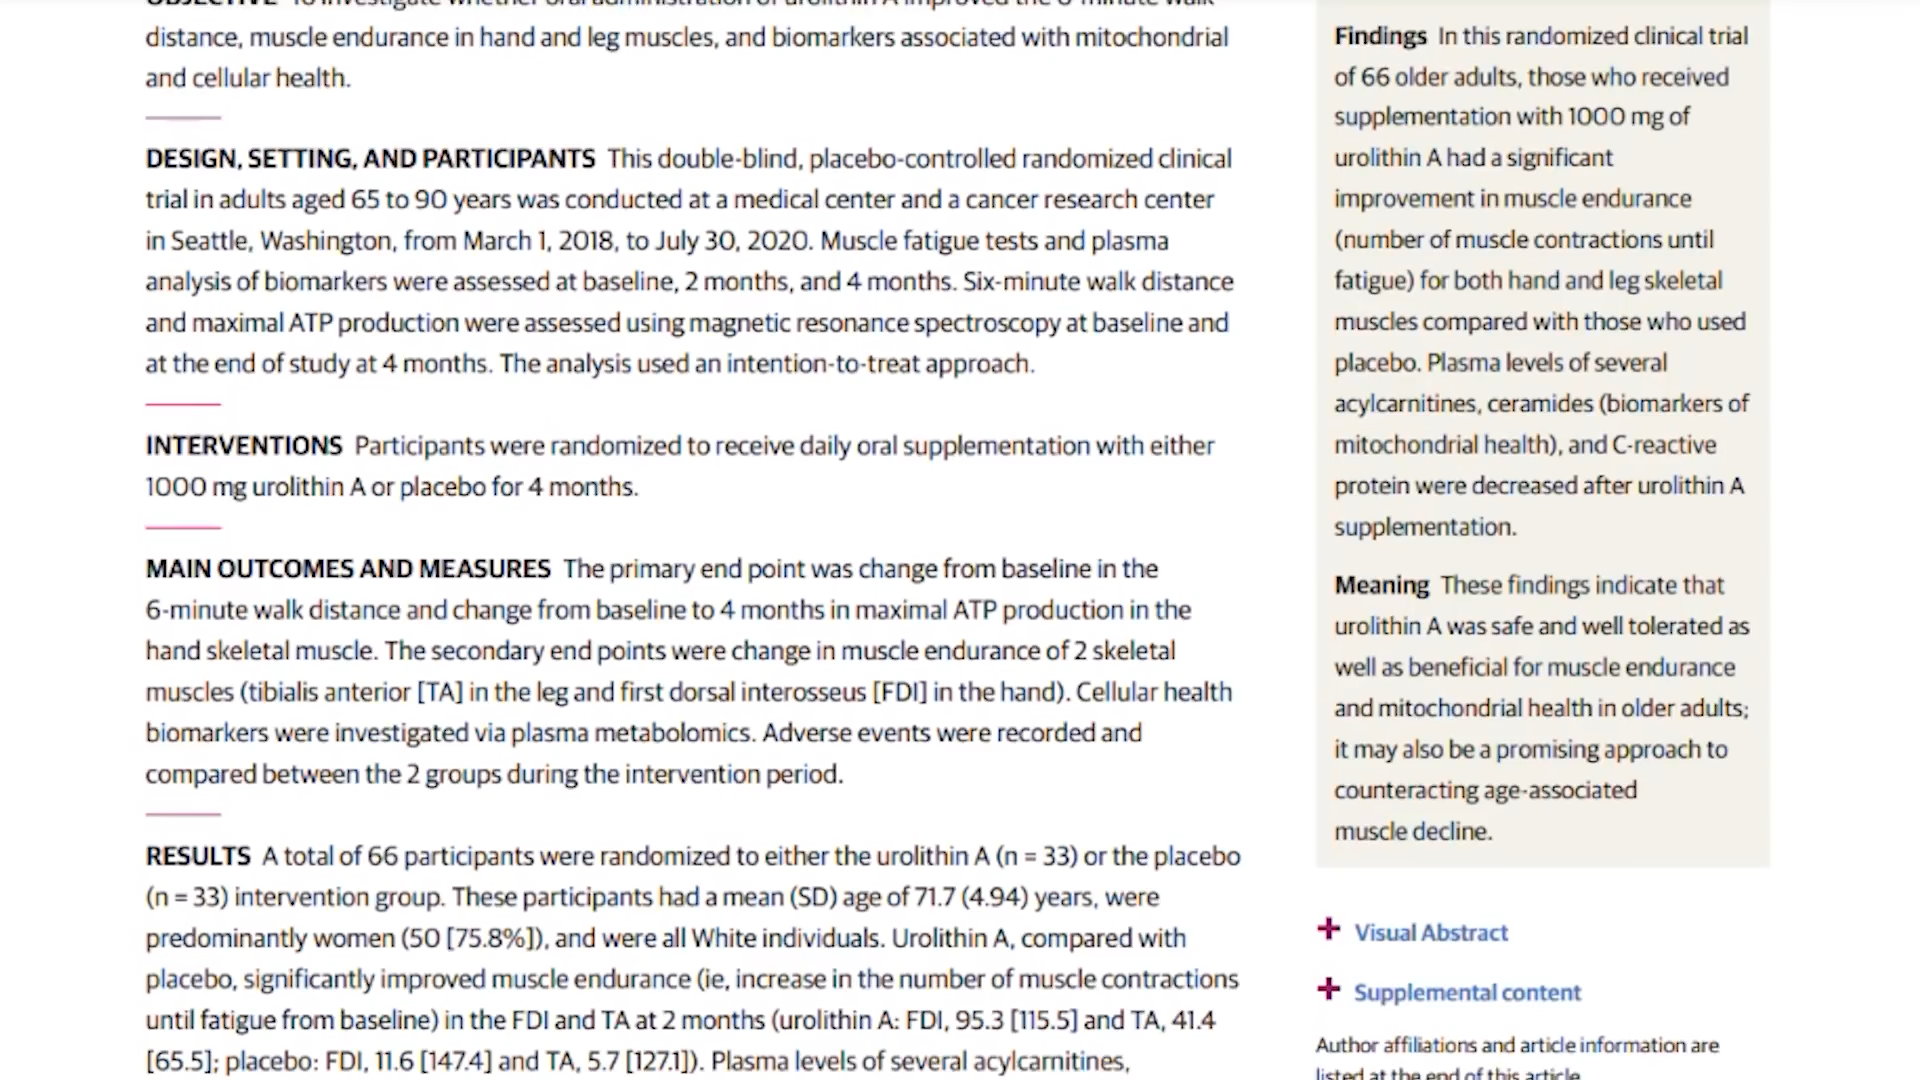 OBJECTIVE To investigate whether oral administration of urolithin A improved the 6-minute walk
distance, muscle endurance in hand and leg muscles, and biomarkers associated with mitochondrial
and cellular health.
DESIGN, SETTING, AND PARTICIPANTS This double-blind, placebo-controlled randomized clinical
trial in adults aged 65 to 90 years was conducted at a medical center and a cancer research center
in Seattle, Washington, from March 1, 2018, to July 30, 2020. Muscle fatigue tests and plasma
analysis of biomarkers were assessed at baseline, 2 months, and 4 months. Six-minute walk distance
and maximal ATP production were assessed using magnetic resonance spectroscopy at baseline and
at the end of study at 4 months. The analysis used an intention-to-treat approach.
INTERVENTIONS Participants were randomized to receive daily oral supplementation with either
1000 mg urolithin A or placebo for 4 months.
MAIN OUTCOMES AND MEASURES The primary end point was change from baseline in the
6-minute walk distance and change from baseline to 4 months in maximal ATP production in the
hand skeletal muscle. The secondary end points were change in muscle endurance of 2 skeletal
muscles (tibialis anterior [TA] in the leg and first dorsal interosseus [FDI] in the hand). Cellular health
biomarkers were investigated via plasma metabolomics. Adverse events were recorded and
compared between the 2 groups during the intervention period.
RESULTS A total of 66 participants were randomized to either the urolithin A (n = 33) or the placebo
(n = 33) intervention group. These participants had a mean (SD) age of 71.7 (4.94) years, were
predominantly women (50 [75.8%]), and were all White individuals. Urolithin A, compared with
placebo, significantly improved muscle endurance (ie, increase in the number of muscle contractions
until fatigue from baseline) in the FDI and TA at 2 months (urolithin A: FDI, 95.3 [115.5] and TA, 41.4
[65.5]; placebo: FDI, 11.6 [147.4] and TA, 5.7 [127.1]). Plasma levels of several acylcarnitines,
Findings In this randomized clinical trial
of 66 older adults, those who received
supplementation with 1000 mg of
urolithin A had a significant
improvement in muscle endurance
(number of muscle contractions until
fatigue) for both hand and leg skeletal
muscles compared with those who used
placebo. Plasma levels of several
acylcarnitines, ceramides (biomarkers of
mitochondrial health), and C-reactive
protein were decreased after urolithin A
supplementation.
Meaning These findings indicate that
urolithin A was safe and well tolerated as
well as beneficial for muscle endurance
and mitochondrial health in older adults;
it may also be a promising approach to
counteracting age-associated
muscle decline.
+ Visual Abstract
+ Supplemental content
Author affiliations and article information are
listed at the end of this article.